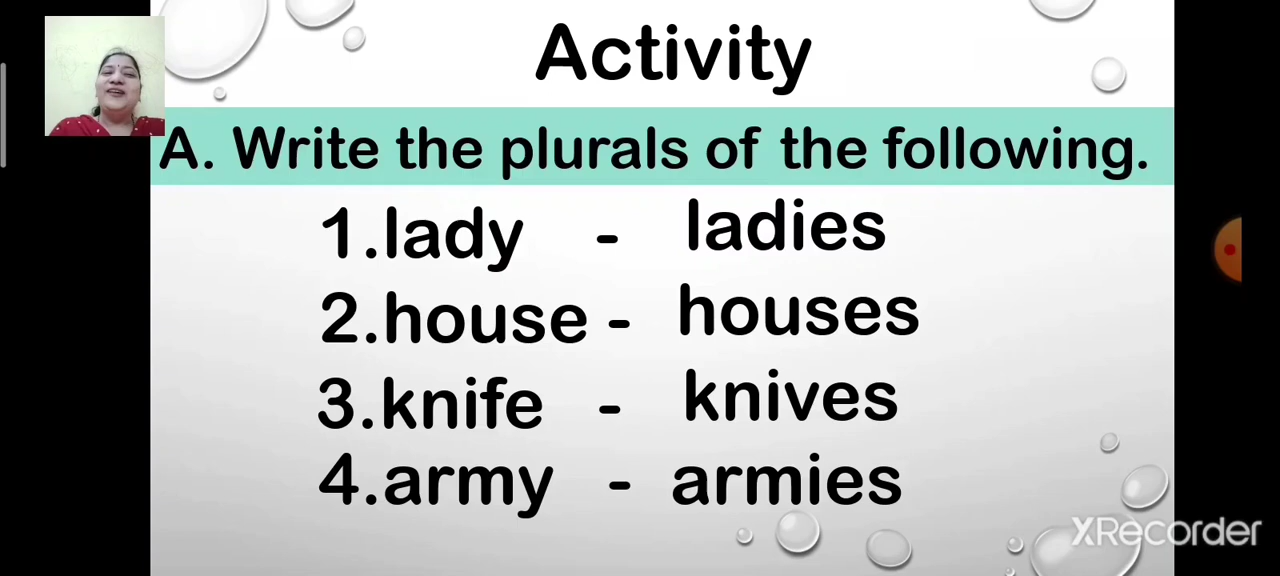 Activity
A. Write the plurals of the following.
1.lady - ladies
2.house - houses
3.knife - knives
4.army - armies
XRecorder